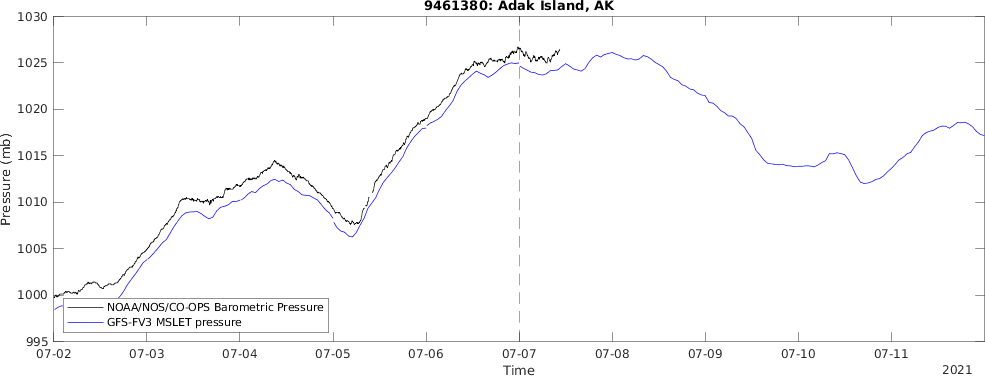 9461380: Adak Island, AK
1030
1025
1020
1015
1010
1005
1000
995
Pressure (mb)
NOAA/NOS/CO-OPS Barometric Pressure
GFS-FV3 MSLET pressure
07-02 07-03 07-04 07-05 07-06 07-07 07-08 07-09 07-10 07-11
Time
2021